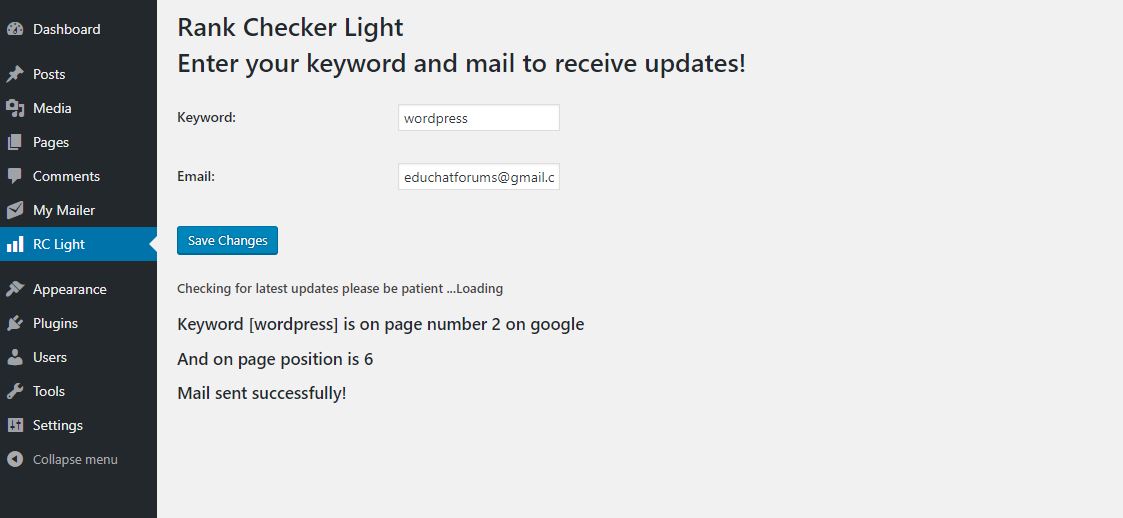 Dashboard
Posts
Media
Pages
Comments
My Mailer
RC Light
Appearance
Plugins
Users
Tools
Settings
Collapse menu
Rank Checker Light
Enter your keyword and mail to receive updates!
Keyword: wordpress
Email: educhatforums@gmail.c
Save Changes
Checking for latest updates please be patient ...Loading
Keyword [wordpress] is on page number 2 on google
And on page position is 6
Mail sent successfully!